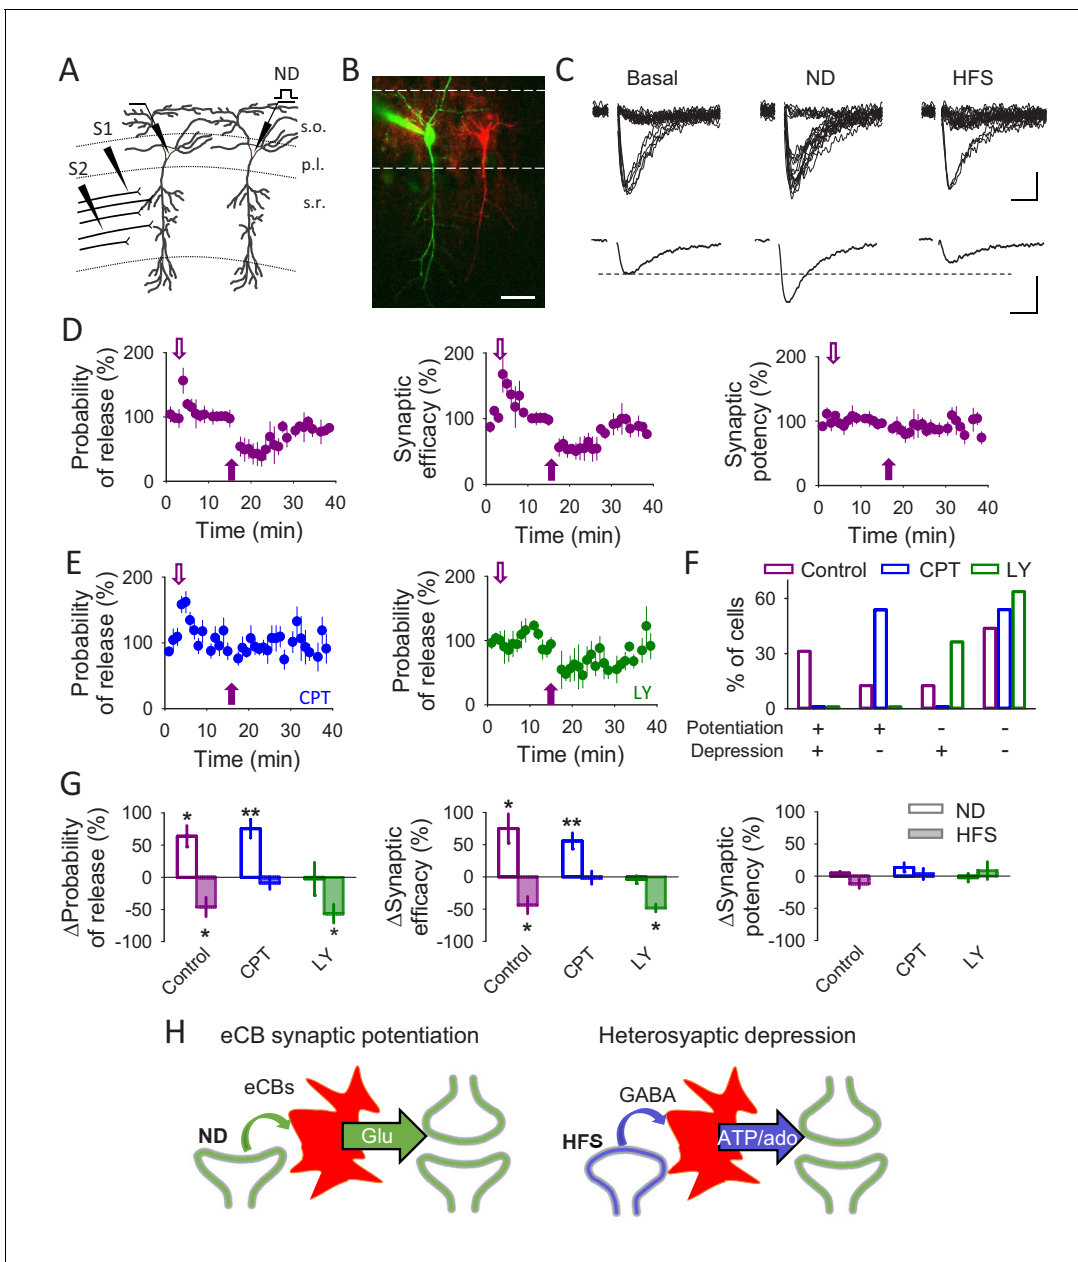 A
ND
S1
S2
s.o.
p.l.
s.r.
B
C
Basal
ND
HFS
D
Probability
of release (%)
200
100
0
0 10 20 30 40
Time (min)
Synaptic
efficacy (%)
200
100
0
0 10 20 30 40
Time (min)
Synaptic
potency (%)
200
100
0
0 10 20 30 40
Time (min)
E
Probability
of release (%)
200
100
0
CPT
0 10 20 30 40
Time (min)
Probability
of release (%)
200
100
0
LY
0 10 20 30 40
Time (min)
F
Control CPT LY
% of cells
60
30
0
Potentiation + + - -
Depression + - + -
G
ΔProbability
of release (%)
100
50
0
-50
-100
* **
* *
Control CPT LY
ΔSynaptic
efficacy (%)
100
50
0
-50
-100
* **
* *
Control CPT LY
ΔSynaptic
potency (%)
100
50
0
-50
-100
ND
HFS
Control CPT LY
H
eCB synaptic potentiation
eCBs
ND
Glu
Heterosyaptic depression
GABA
HFS
ATP/ado